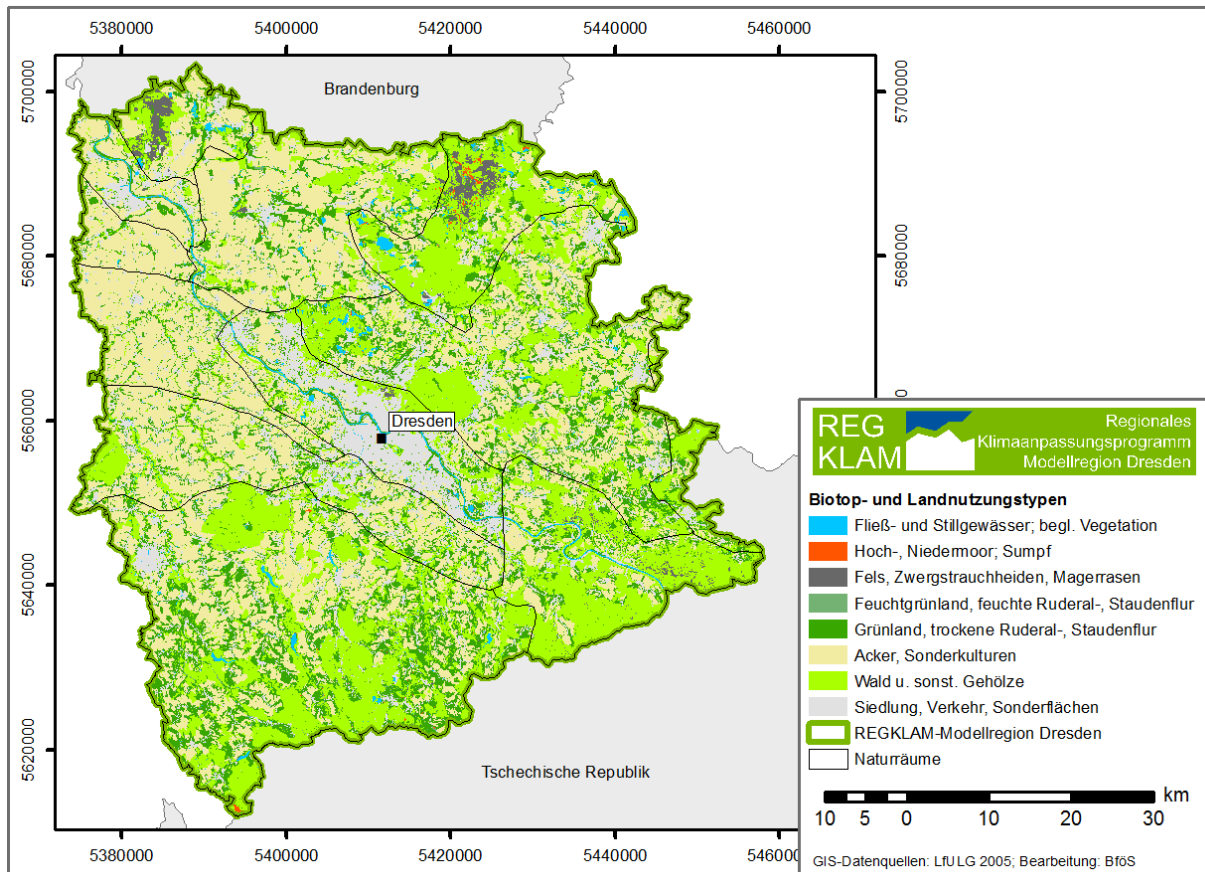 5380000 5400000 5420000 5440000 5460000
5700000 5700000
Brandenburg
5680000 5680000
5660000
Dresden
5640000
5620000
Tschechische Republik
5380000 5400000 5420000 5440000 5460000
REG KLAM
Regionales
Klimaanpassungsprogramm
Modellregion Dresden
Biotop- und Landnutzungstypen
Fließ- und Stillgewässer; begl. Vegetation
Hoch-, Niedermoor; Sumpf
Fels, Zwergstrauchheiden, Magerrasen
Feuchtgrünland, feuchte Ruderal-, Staudenflur
Grünland, trockene Ruderal-, Staudenflur
Acker, Sonderkulturen
Wald u. sonst. Gehölze
Siedlung, Verkehr, Sonderflächen
REGKLAM-Modellregion Dresden
Naturräume
km
10 5 0 10 20 30
GIS-Datenquellen: LfULG 2005; Bearbeitung: BföS